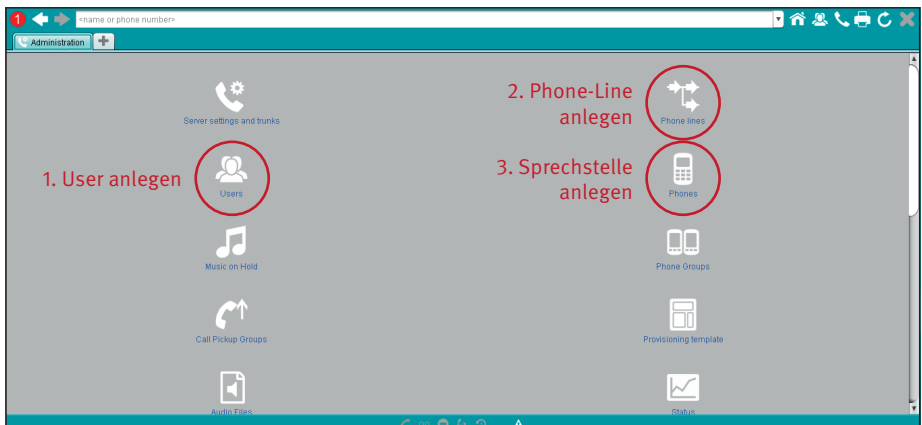 1 <name or phone number>
Administration
Server settings and trunks
2. Phone-Line
anlegen
Phone lines
1. User anlegen
Users
3. Sprechstelle
anlegen
Phones
Music on Hold
Phone Groups
Call Pickup Groups
Provisioning template
Audio Files
Status